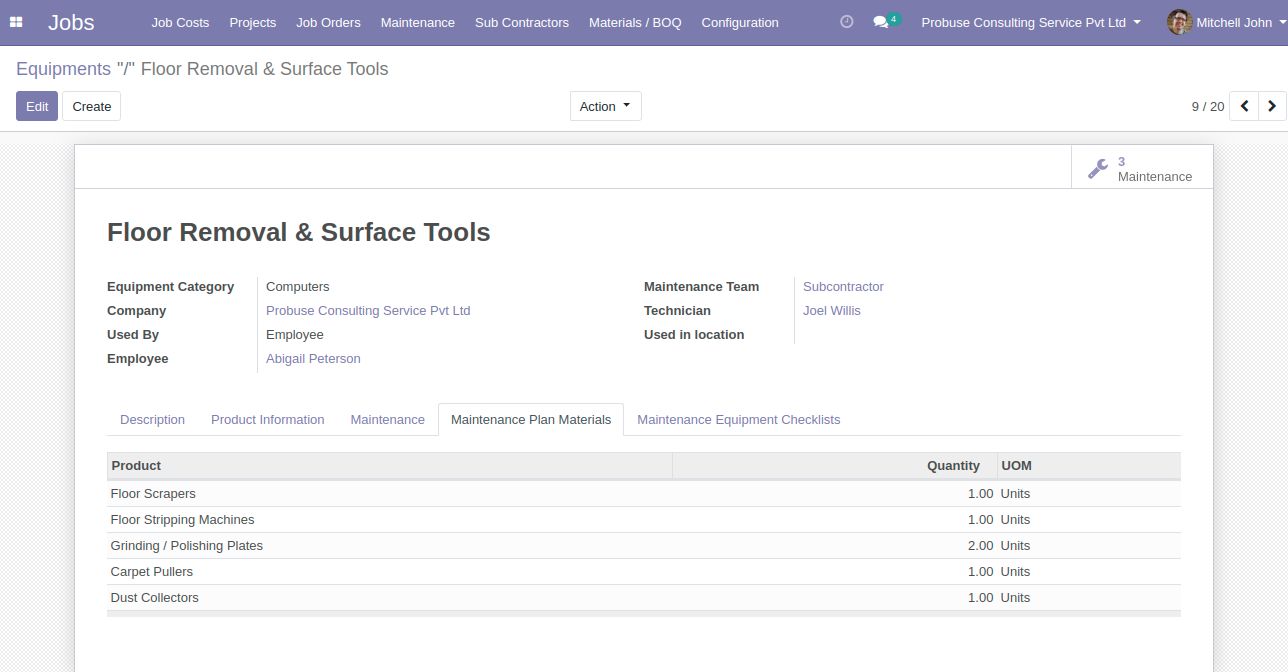 Jobs Job Costs Projects Job Orders Maintenance Sub Contractors Materials / BOQ Configuration 4 Probuse Consulting Service Pvt Ltd Mitchell John
Equipments "/" Floor Removal & Surface Tools
Edit Create Action 9 / 20
3
Maintenance
Floor Removal & Surface Tools
Equipment Category Computers Maintenance Team Subcontractor
Company Probuse Consulting Service Pvt Ltd Technician Joel Willis
Used By Employee Used in location
Employee Abigail Peterson
Description Product Information Maintenance Maintenance Plan Materials Maintenance Equipment Checklists
Product Quantity UOM
Floor Scrapers 1.00 Units
Floor Stripping Machines 1.00 Units
Grinding / Polishing Plates 2.00 Units
Carpet Pullers 1.00 Units
Dust Collectors 1.00 Units